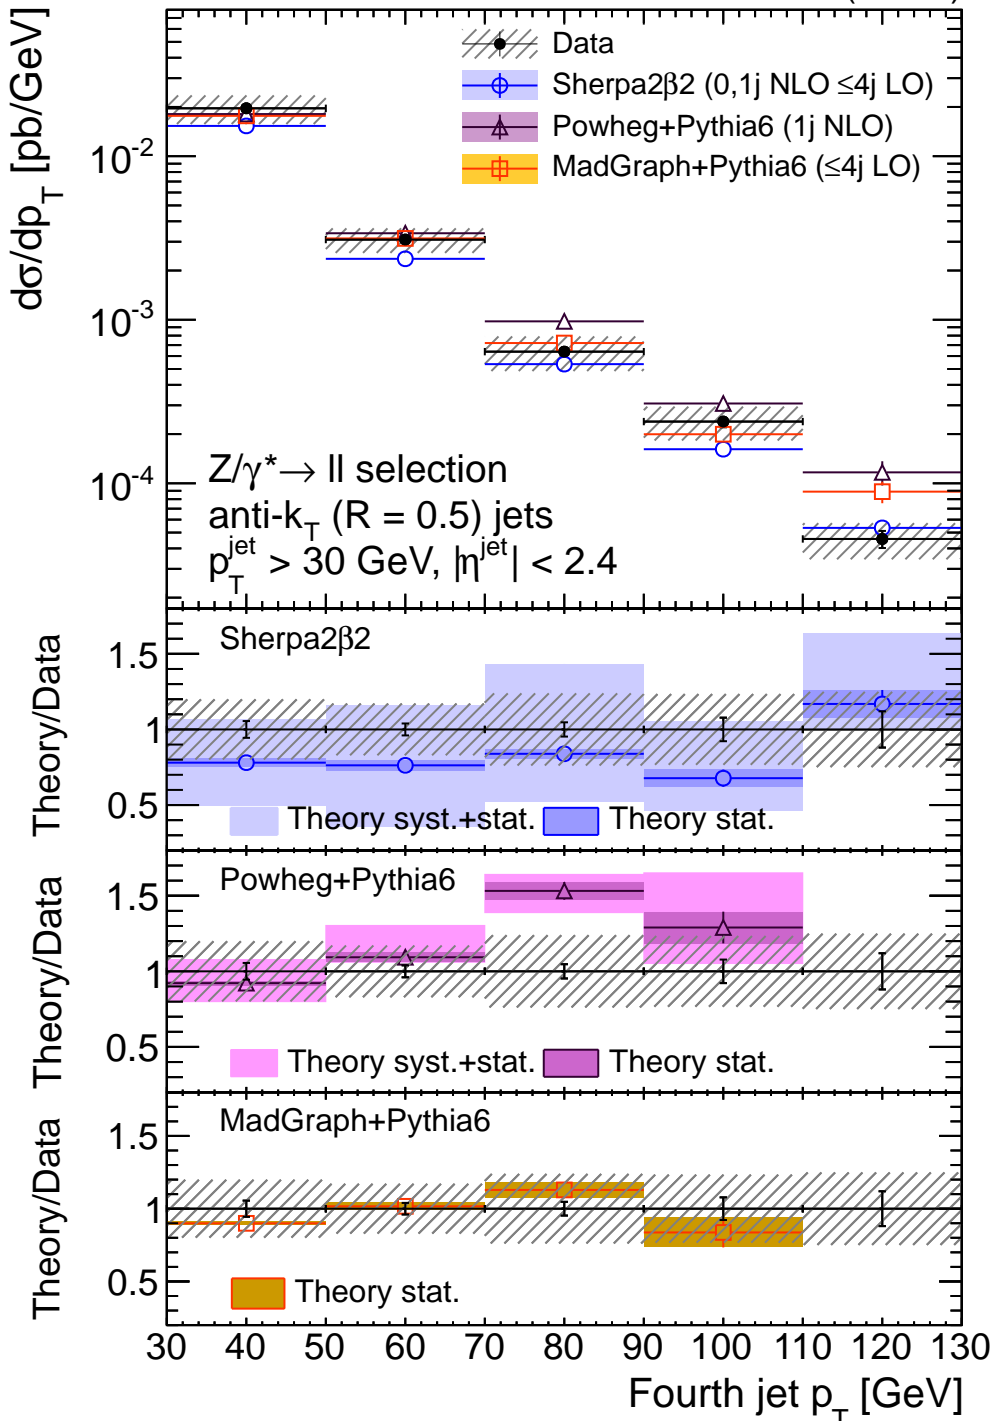 dσ/dp_T [pb/GeV]
10^-2
10^-3
10^-4
Data
Sherpa2β2 (0,1j NLO ≤4j LO)
Powheg+Pythia6 (1j NLO)
MadGraph+Pythia6 (≤4j LO)
Z/γ*→ ll selection
anti-k_T (R = 0.5) jets
p_T^jet > 30 GeV, |η^jet| < 2.4
Theory/Data
1.5
1
0.5
Sherpa2β2
Theory syst.+stat.
Theory stat.
Theory/Data
1.5
1
0.5
Powheg+Pythia6
Theory syst.+stat.
Theory stat.
Theory/Data
1.5
1
0.5
MadGraph+Pythia6
Theory stat.
30 40 50 60 70 80 90 100 110 120 130
Fourth jet p_T [GeV]